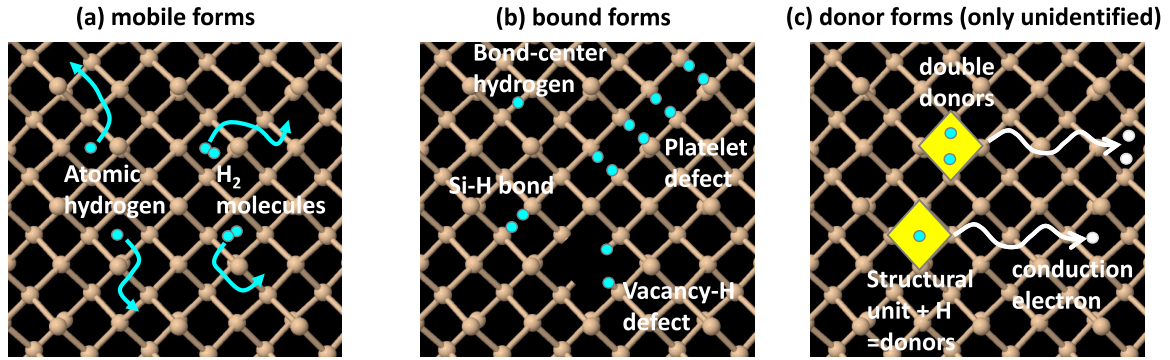 (a) mobile forms
Atomic
hydrogen
H2
molecules
(b) bound forms
Bond-center
hydrogen
Platelet
defect
Si-H bond
Vacancy-H
defect
(c) donor forms (only unidentified)
double
donors
Structural
unit + H
=donors
conduction
electron